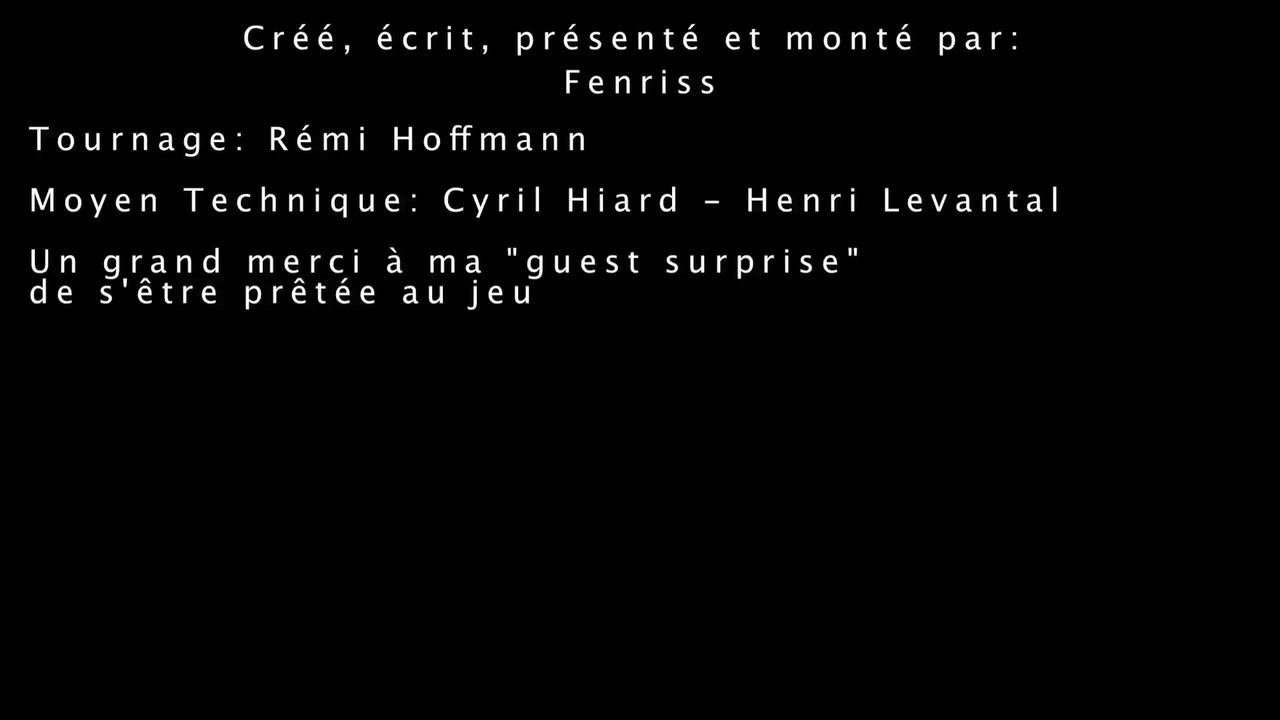 Créé, écrit, présenté et monté par:
Fenriss
Tournage: Rémi Hoffmann
Moyen Technique: Cyril Hiard – Henri Levantal
Un grand merci à ma "guest surprise"
de s'être prêtée au jeu